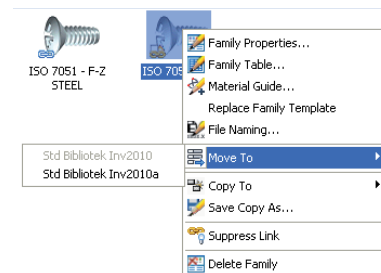 ISO 7051 - F-Z
STEEL
ISO 705
Family Properties...
Family Table...
Material Guide...
Replace Family Template
File Naming...
Std Bibliotek Inv2010
Move To
Std Bibliotek Inv2010a
Copy To
Save Copy As...
Suppress Link
Delete Family